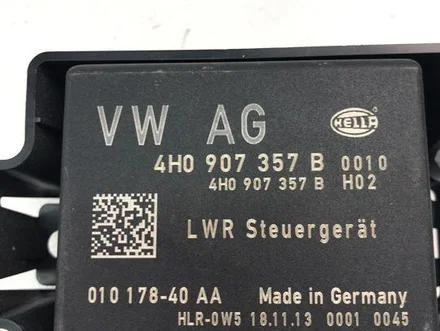 VW AG HELLA
4H0 907 357 B 0010
4H0 907 357 B H02
LWR Steuergerät
010 178-40 AA Made in Germany
HLR-0W5 18.11.13 0001 0045